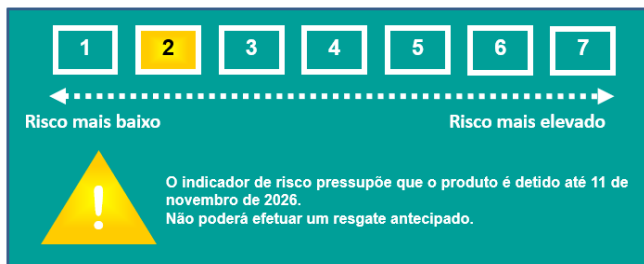 1 2 3 4 5 6 7
Risco mais baixo Risco mais elevado
!
O indicador de risco pressupõe que o produto é detido até 11 de
novembro de 2026.
Não poderá efetuar um resgate antecipado.